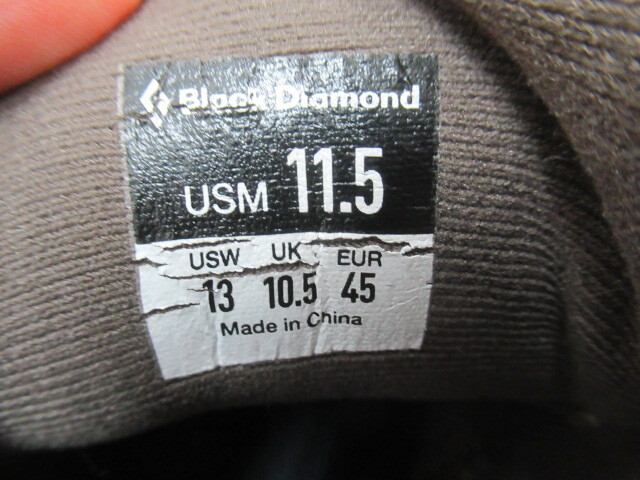 Black Diamond
USM 11.5
USW UK EUR
13 10.5 45
Made in China